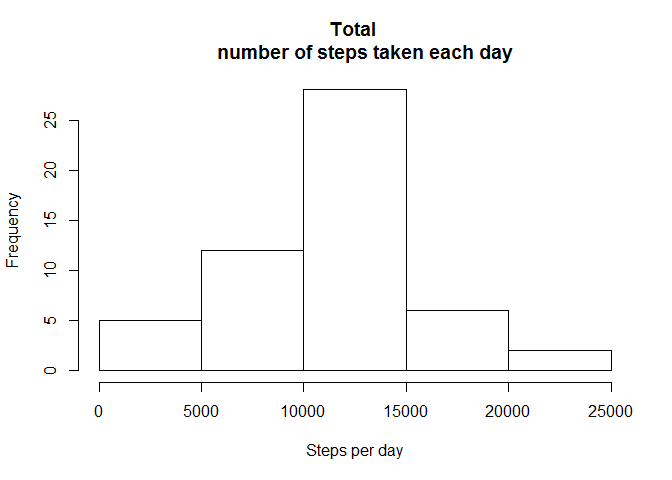 Total
number of steps taken each day
25
20
15
10
5
0
Frequency
0 5000 10000 15000 20000 25000
Steps per day